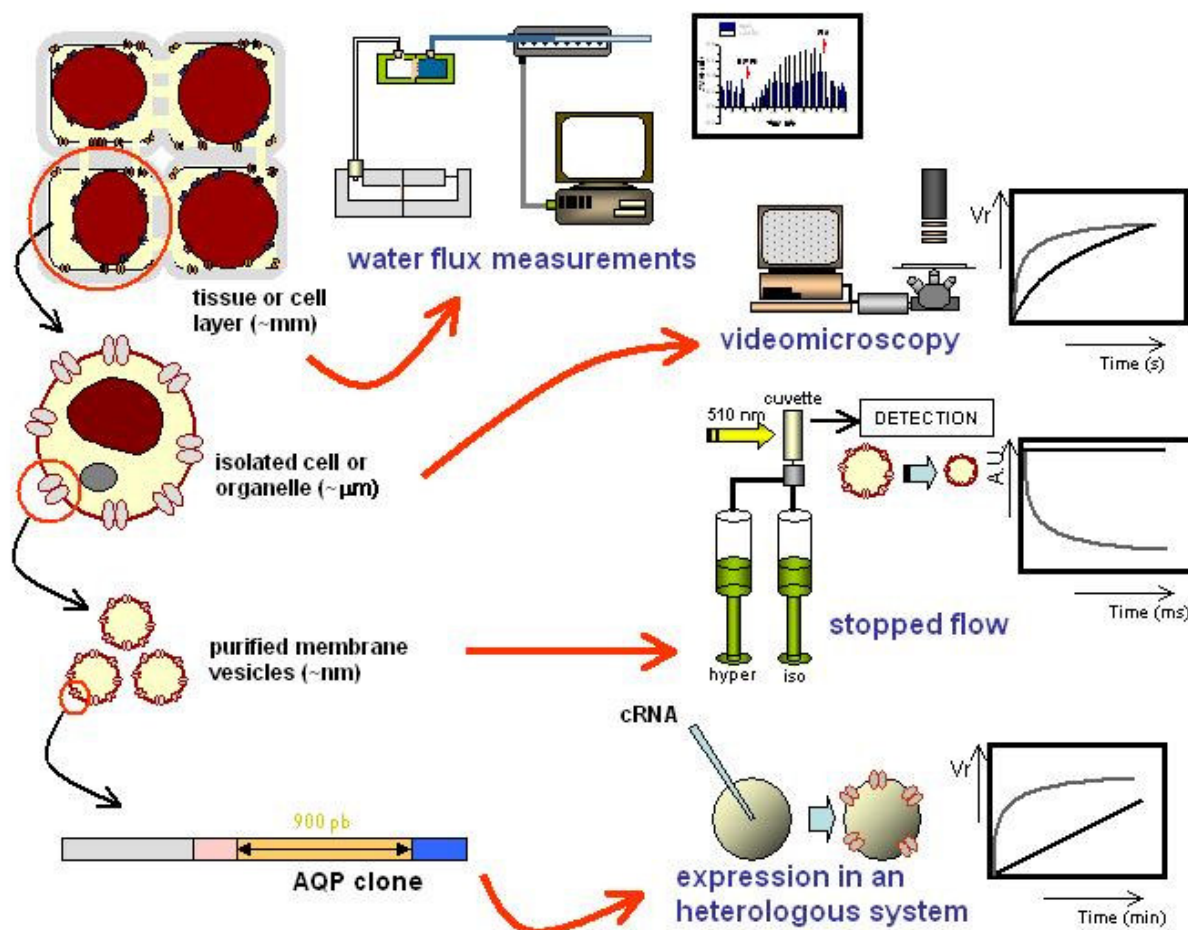 water flux measurements
tissue or cell
layer (~mm)
Vr
Time (s)
videomicroscopy
isolated cell or
organelle (~μm)
510 nm
cuvette
DETECTION
A.U.
Time (ms)
hyper
iso
stopped flow
purified membrane
vesicles (~nm)
cRNA
900 pb
AQP clone
Vr
Time (min)
expression in an
heterologous system